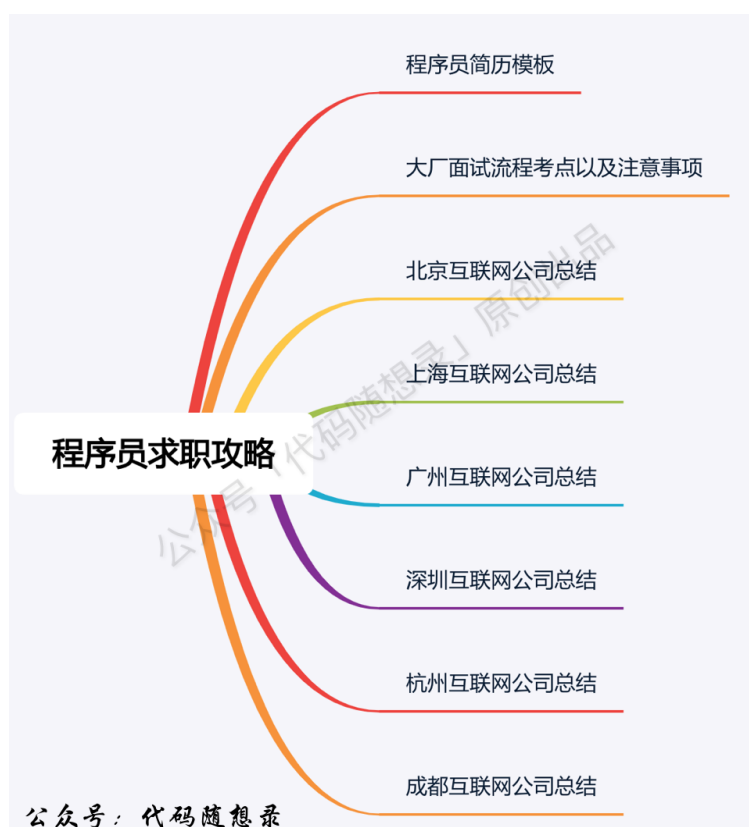 程序员简历模板
大厂面试流程考点以及注意事项
北京互联网公司总结
上海互联网公司总结
程序员求职攻略
广州互联网公司总结
深圳互联网公司总结
杭州互联网公司总结
成都互联网公司总结
公众号「代码随想录」原创出品
公众号：代码随想录